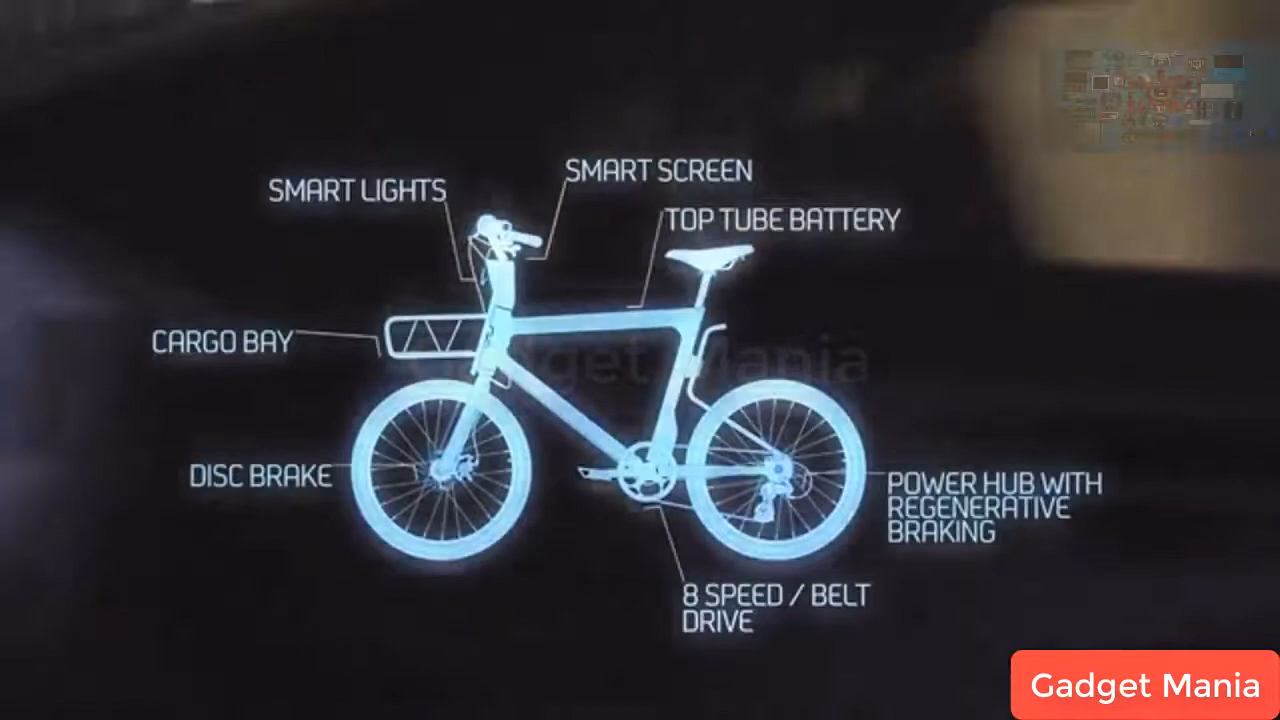 SMART SCREEN
SMART LIGHTS
TOP TUBE BATTERY
CARGO BAY
Gadget Mania
DISC BRAKE
POWER HUB WITH
REGENERATIVE
BRAKING
8 SPEED / BELT
DRIVE
Gadget Mania